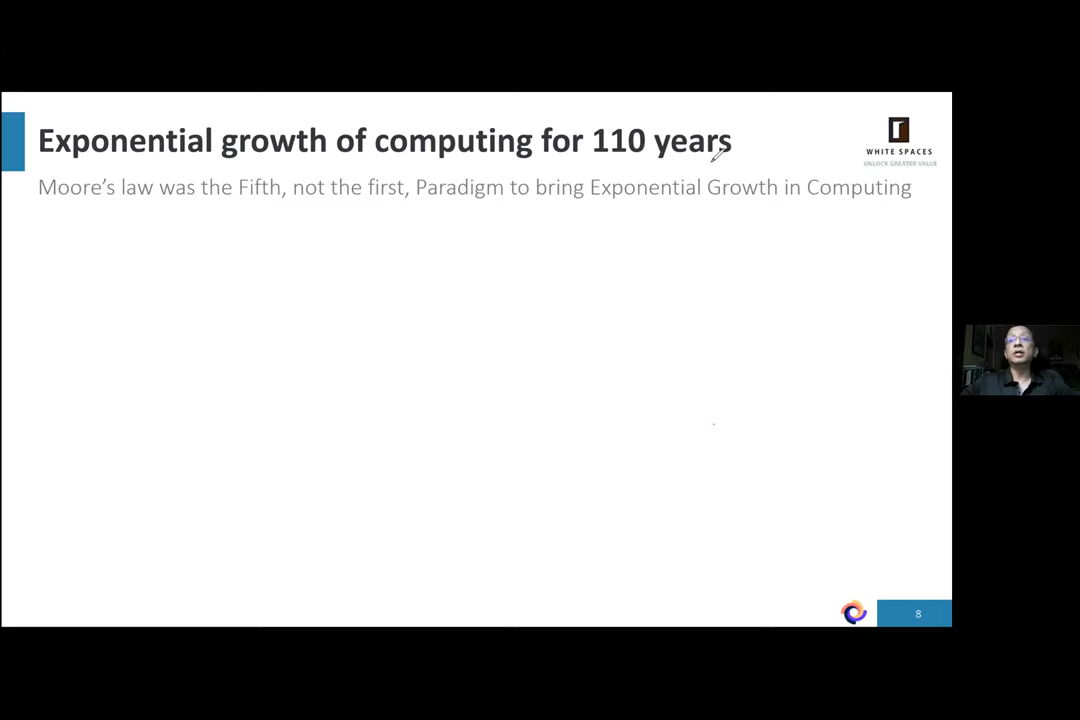 Exponential growth of computing for 110 years
WHITE SPACES
UNLOCK GREATER VALUE
Moore's law was the Fifth, not the first, Paradigm to bring Exponential Growth in Computing
8